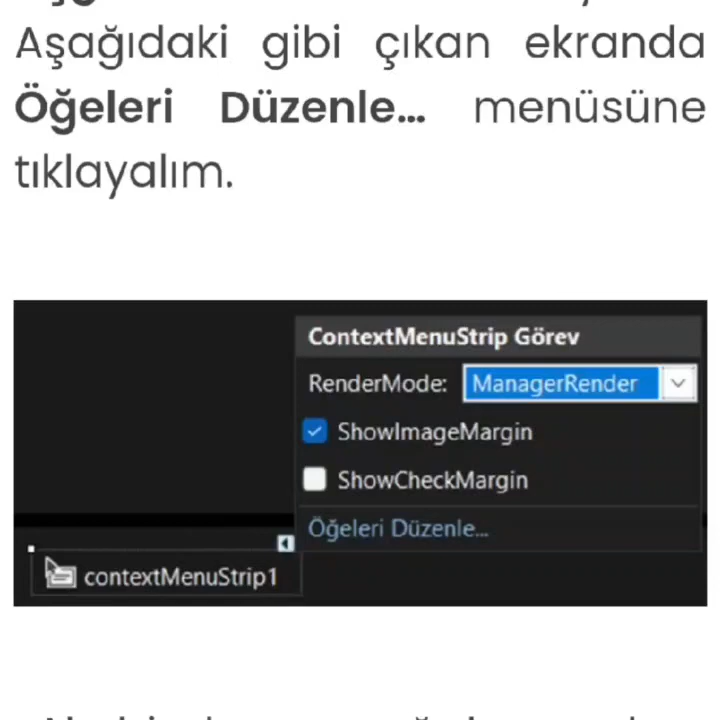 Aşağıdaki gibi çıkan ekranda
Öğeleri Düzenle... menüsüne
tıklayalım.
ContextMenuStrip Görev
RenderMode: ManagerRender
ShowImageMargin
ShowCheckMargin
Öğeleri Düzenle...
contextMenuStrip1